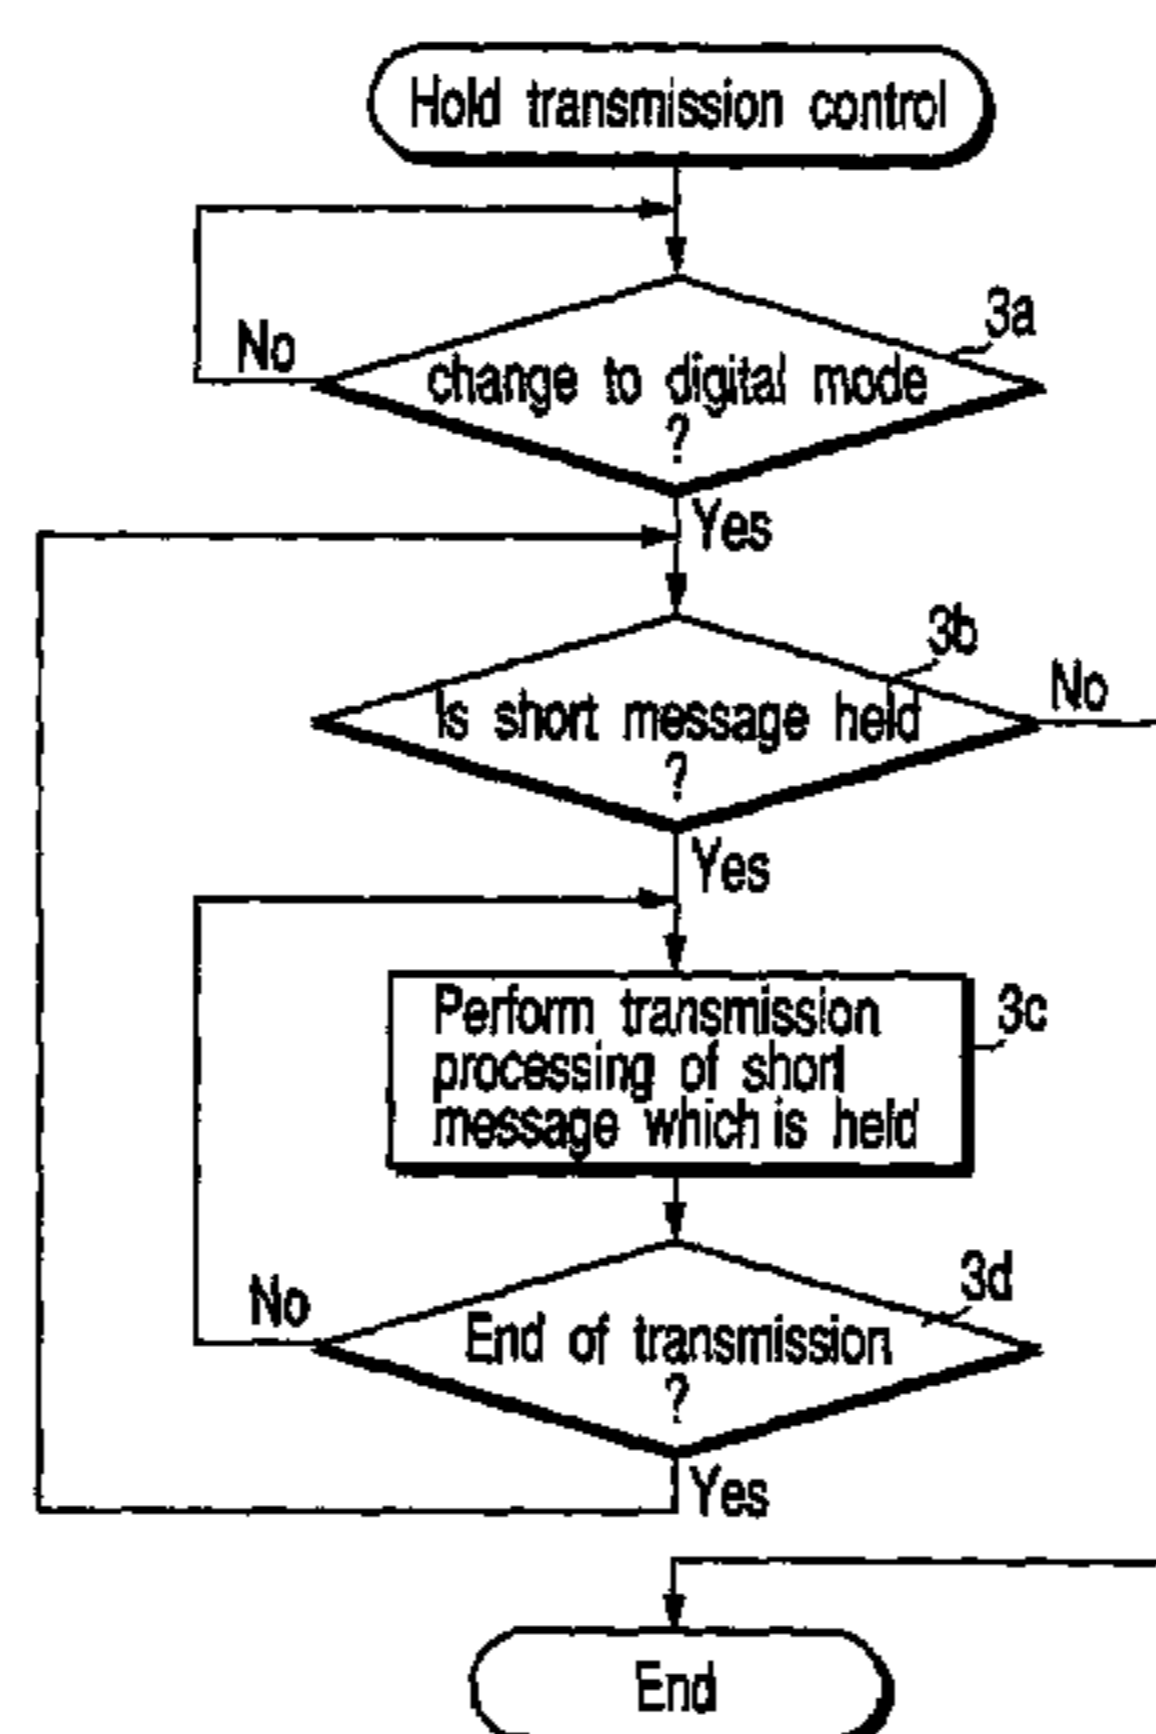 Hold transmission control
3a
No
change to digital mode
?
Yes
3b
No
Is short message held
?
Yes
Perform transmission
processing of short
message which is held
3c
3d
No
End of transmission
?
Yes
End